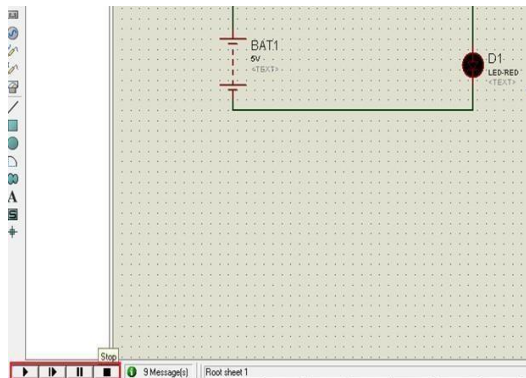 BAT1
5V
<TEXT>
D1
LED-RED
<TEXT>
A
S
Stop
9 Message(s)
Root sheet 1